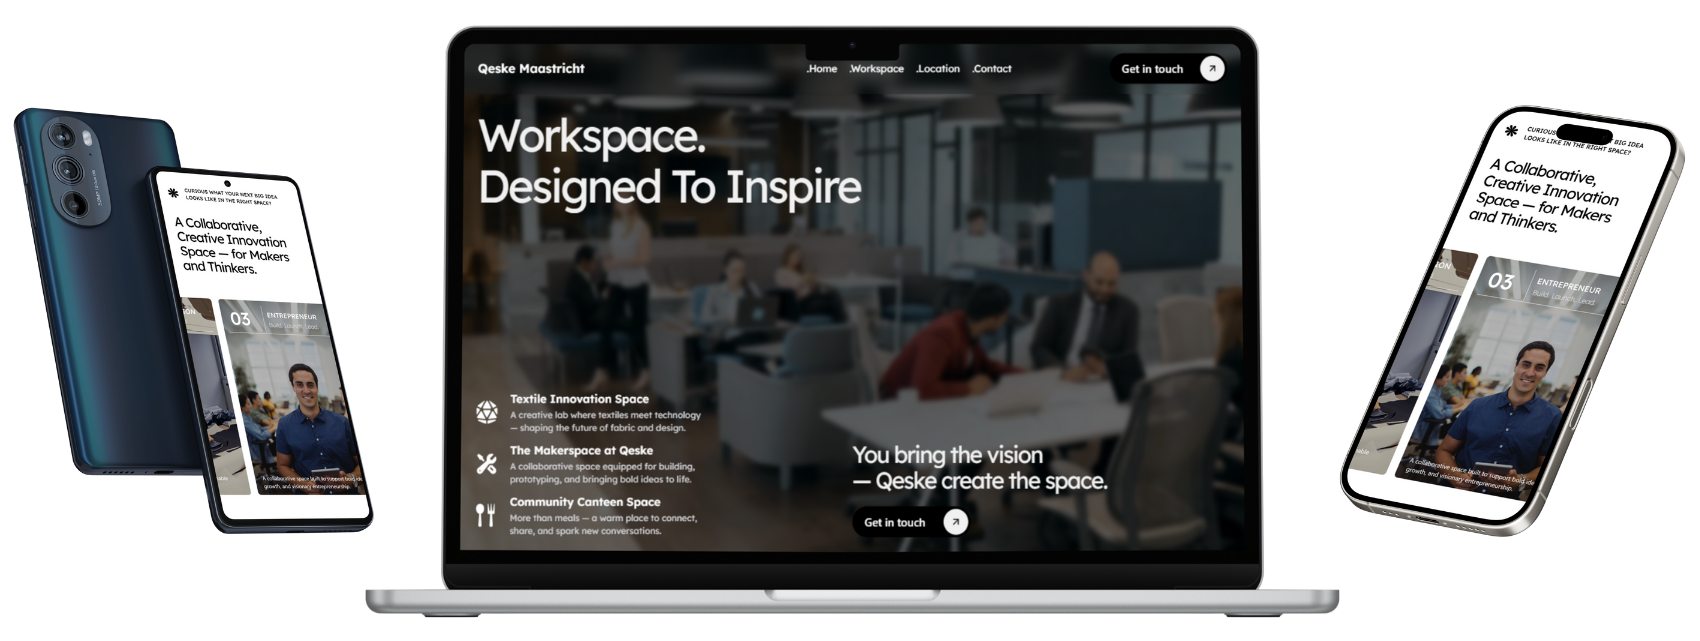 CURIOUS WHAT YOUR NEXT BIG IDEA
LOOKS LIKE IN THE RIGHT SPACE?
A Collaborative,
Creative Innovation
Space — for Makers
and Thinkers.
ION
03
ENTREPRENEUR
Build. Launch. Lead.
A collaborative space built to support bold ide
growth, and visionary entrepreneurship.
Qeske Maastricht
.Home .Workspace .Location .Contact
Get in touch
Workspace.
Designed To Inspire
Textile Innovation Space
A creative lab where textiles meet technology
— shaping the future of fabric and design.
The Makerspace at Qeske
A collaborative space equipped for building,
prototyping, and bringing bold ideas to life.
Community Canteen Space
More than meals — a warm place to connect,
share, and spark new conversations.
You bring the vision
— Qeske create the space.
Get in touch
CURIOUS BIG IDEA
LOOKS LIKE IN THE RIGHT SPACE?
A Collaborative,
Creative Innovation
Space — for Makers
and Thinkers.
ION
03
ENTREPRENEUR
Build. Launch. Lead.
able
A collaborative space built to support bold ide
growth, and visionary entrepreneurship.